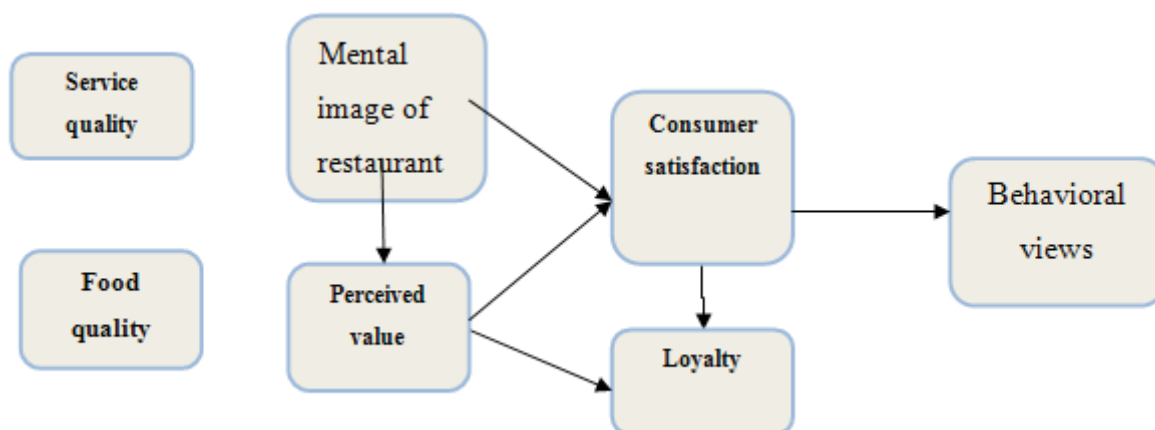 Service
quality
Mental
image of
restaurant
Consumer
satisfaction
Behavioral
views
Food
quality
Perceived
value
Loyalty